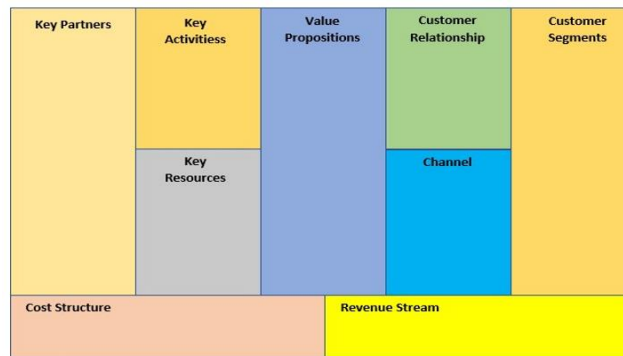 Key Partners
Key
Activitiess
Value
Propositions
Customer
Relationship
Customer
Segments
Key
Resources
Channel
Cost Structure
Revenue Stream